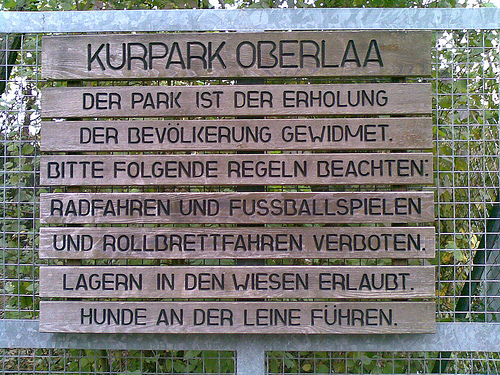 KURPARK OBERLAA
DER PARK IST DER ERHOLUNG
DER BEVÖLKERUNG GEWIDMET.
BITTE FOLGENDE REGELN BEACHTEN:
RADFAHREN UND FUSSBALLSPIELEN
UND ROLLBRETTFAHREN VERBOTEN.
LAGERN IN DEN WIESEN ERLAUBT.
HUNDE AN DER LEINE FÜHREN.